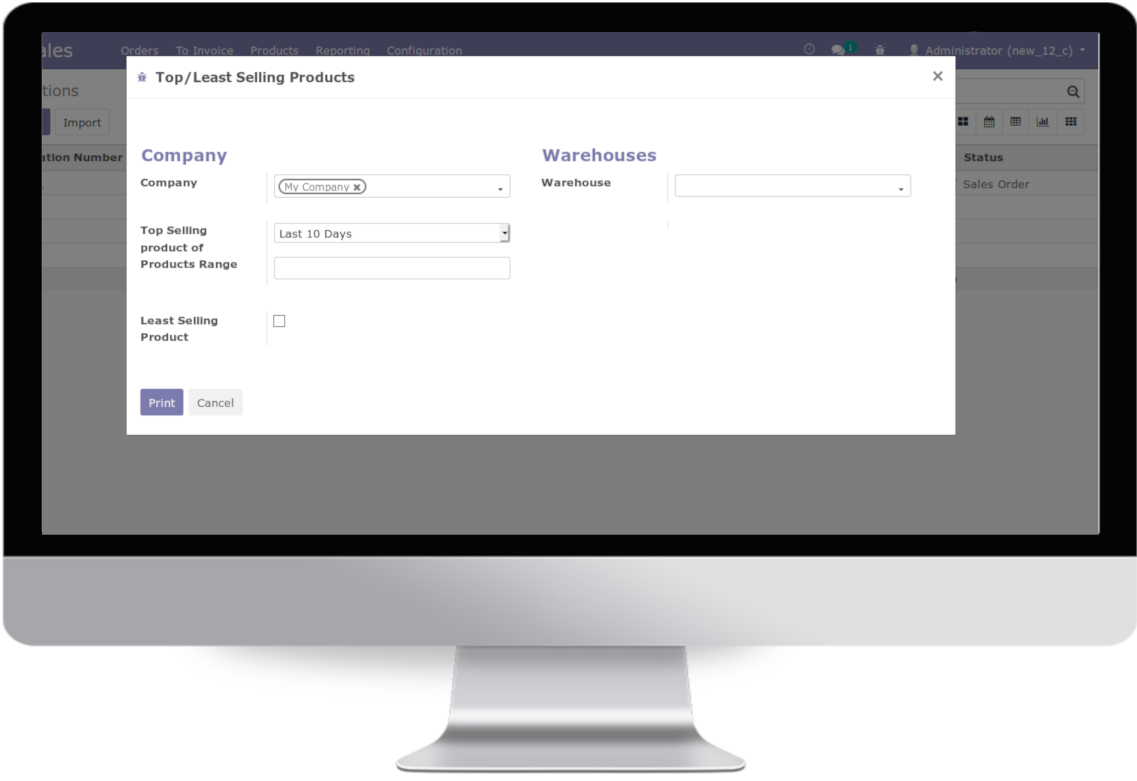 ales
Orders To Invoice Products Reporting Configuration
1
Administrator (new_12_c)
tions
Top/Least Selling Products
Import
ation Number
Status
Sales Order
Company
Company
My Company
Warehouses
Warehouse
Top Selling
product of
Products Range
Last 10 Days
Least Selling
Product
Print
Cancel